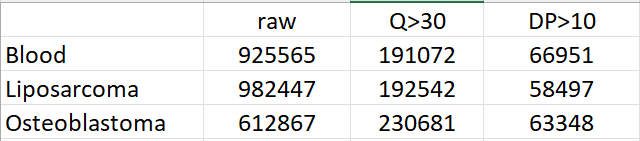 raw Q>30 DP>10
Blood 925565 191072 66951
Liposarcoma 982447 192542 58497
Osteoblastoma 612867 230681 63348